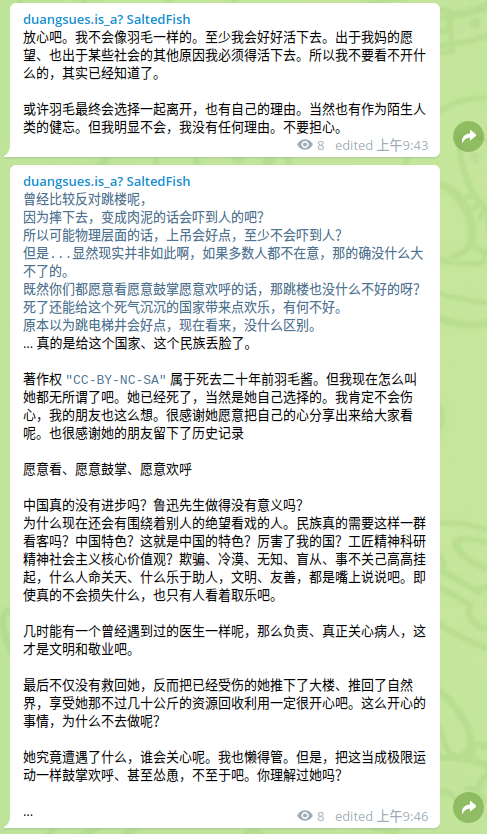 duangsues.is_a? SaltedFish
放心吧。我不会像羽毛一样的。至少我会好好活下去。出于我妈的愿
望、也出于某些社会的其他原因我必须得活下去。所以我不要看不开什
么的，其实已经知道了。
或许羽毛最终会选择一起离开，也有自己的理由。当然也有作为陌生人
类的健忘。但我明显不会，我没有任何理由。不要担心。
8 edited 上午9:43
duangsues.is_a? SaltedFish
曾经比较反对跳楼呢，
因为摔下去，变成肉泥的话会吓到人的吧？
所以可能物理层面的话，上吊会好点，至少不会吓到人？
但是...显然现实并非如此啊，如果多数人都不在意，那的确没什么大
不了的。
既然你们都愿意看愿意鼓掌愿意欢呼的话，那跳楼也没什么不好的呀？
死了还能给这个死气沉沉的国家带来点欢乐，有何不好。
原本以为跳电梯井会好点，现在看来，没什么区别。
... 真的是给这个国家、这个民族丢脸了。
著作权 "CC-BY-NC-SA" 属于死去二十年前羽毛酱。但我现在怎么叫
她都无所谓了吧。她已经死了，当然是她自己选择的。我肯定不会伤
心，我的朋友也这么想。很感谢她愿意把自己的心分享出来给大家看
呢。也很感谢她的朋友留下了历史记录
愿意看、愿意鼓掌、愿意欢呼
中国真的没有进步吗？鲁迅先生做得没有意义吗？
为什么现在还会有围绕着别人的绝望看戏的人。民族真的需要这样一群
看客吗？中国特色？这就是中国的特色？厉害了我的国？工匠精神科研
精神社会主义核心价值观？欺骗、冷漠、无知、盲从、事不关己高高挂
起，什么人命关天、什么乐于助人，文明、友善，都是嘴上说说吧。即
使真的不会损失什么，也只有人看着取乐吧。
几时能有一个曾经遇到过的医生一样呢，那么负责、真正关心病人，这
才是文明和敬业吧。
最后不仅没有救回她，反而把已经受伤的她推下了大楼、推回了自然
界，享受她那不过几十公斤的资源回收利用一定很开心吧。这么开心的
事情，为什么不去做呢？
她究竟遭遇了什么，谁会关心呢。我也懒得管。但是，把这当成极限运
动一样鼓掌欢呼、甚至怂恿，不至于吧。你理解过她吗？
...
8 edited 上午9:46